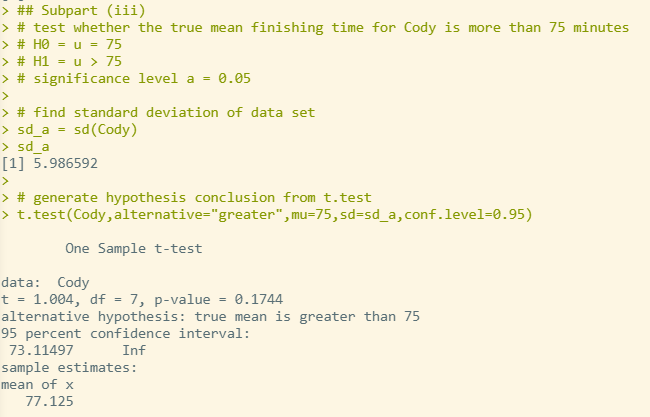 > ## Subpart (iii)
> # test whether the true mean finishing time for Cody is more than 75 minutes
> # H0 = u = 75
> # H1 = u > 75
> # significance level a = 0.05
>
> # find standard deviation of data set
> sd_a = sd(Cody)
> sd_a
[1] 5.986592
>
> # generate hypothesis conclusion from t.test
> t.test(Cody,alternative="greater",mu=75,sd=sd_a,conf.level=0.95)

        One Sample t-test

data:  Cody
t = 1.004, df = 7, p-value = 0.1744
alternative hypothesis: true mean is greater than 75
95 percent confidence interval:
 73.11497      Inf
sample estimates:
mean of x
   77.125